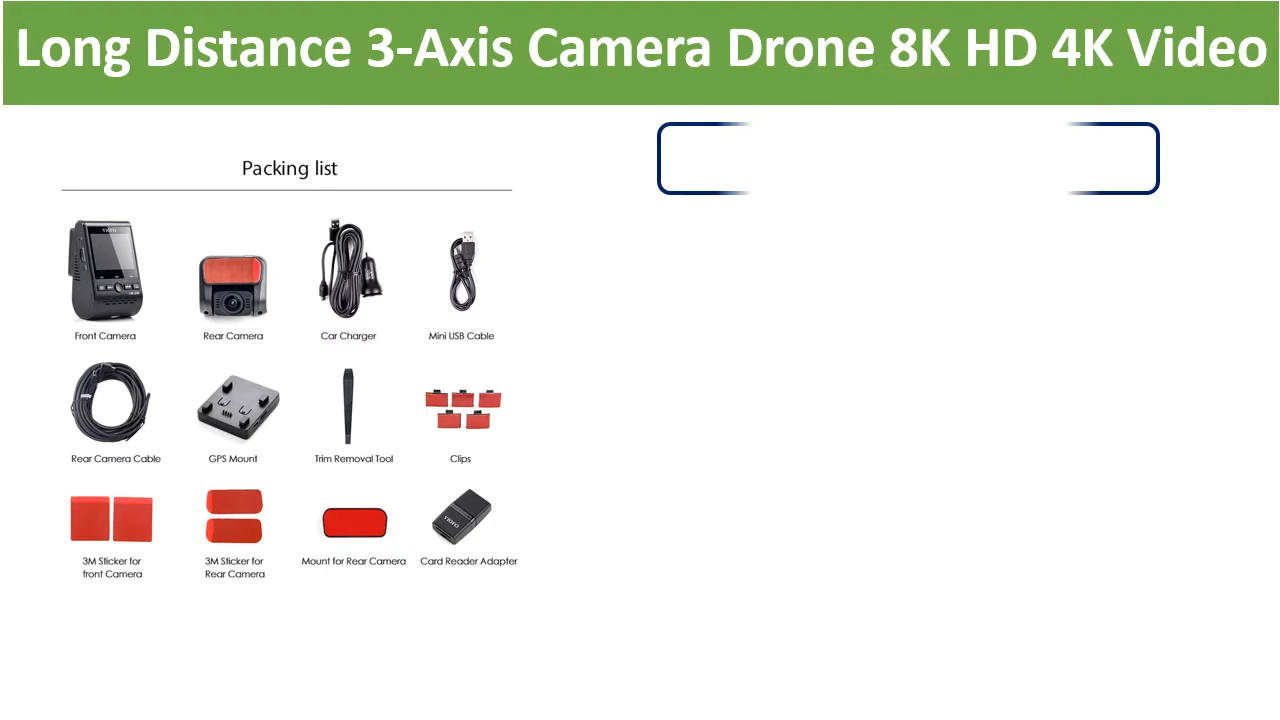 Long Distance 3-Axis Camera Drone 8K HD 4K Video
Packing list
VIOFO
Front Camera
Rear Camera
Car Charger
Mini USB Cable
Rear Camera Cable
GPS Mount
Trim Removal Tool
Clips
VIOFO
3M Sticker for
front Camera
3M Sticker for
Rear Camera
Mount for Rear Camera
Card Reader Adapter